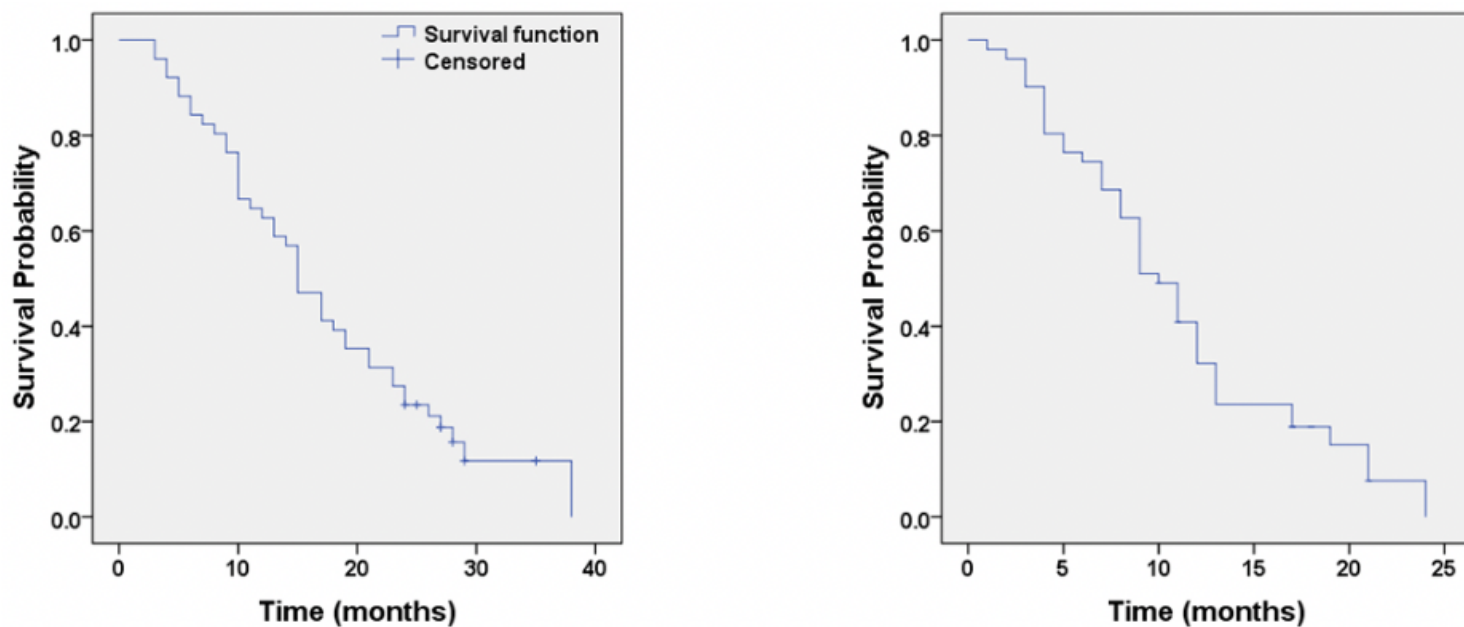 Survival function
Censored
1.0
0.8
0.6
0.4
0.2
0.0
Survival Probability
0 10 20 30 40
Time (months)
1.0
0.8
0.6
0.4
0.2
0.0
Survival Probability
0 5 10 15 20 25
Time (months)